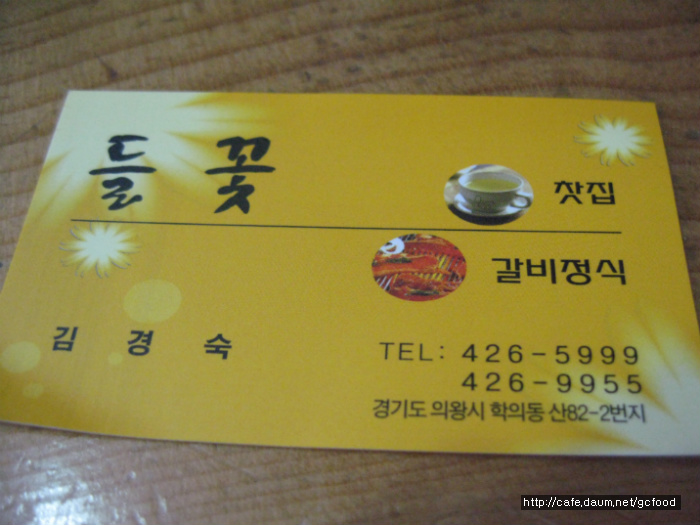 들꽃
찻집
갈비정식
김경숙
TEL: 426-5999
426-9955
경기도 의왕시 학의동 산82-2번지
http://cafe.daum.net/gcfood